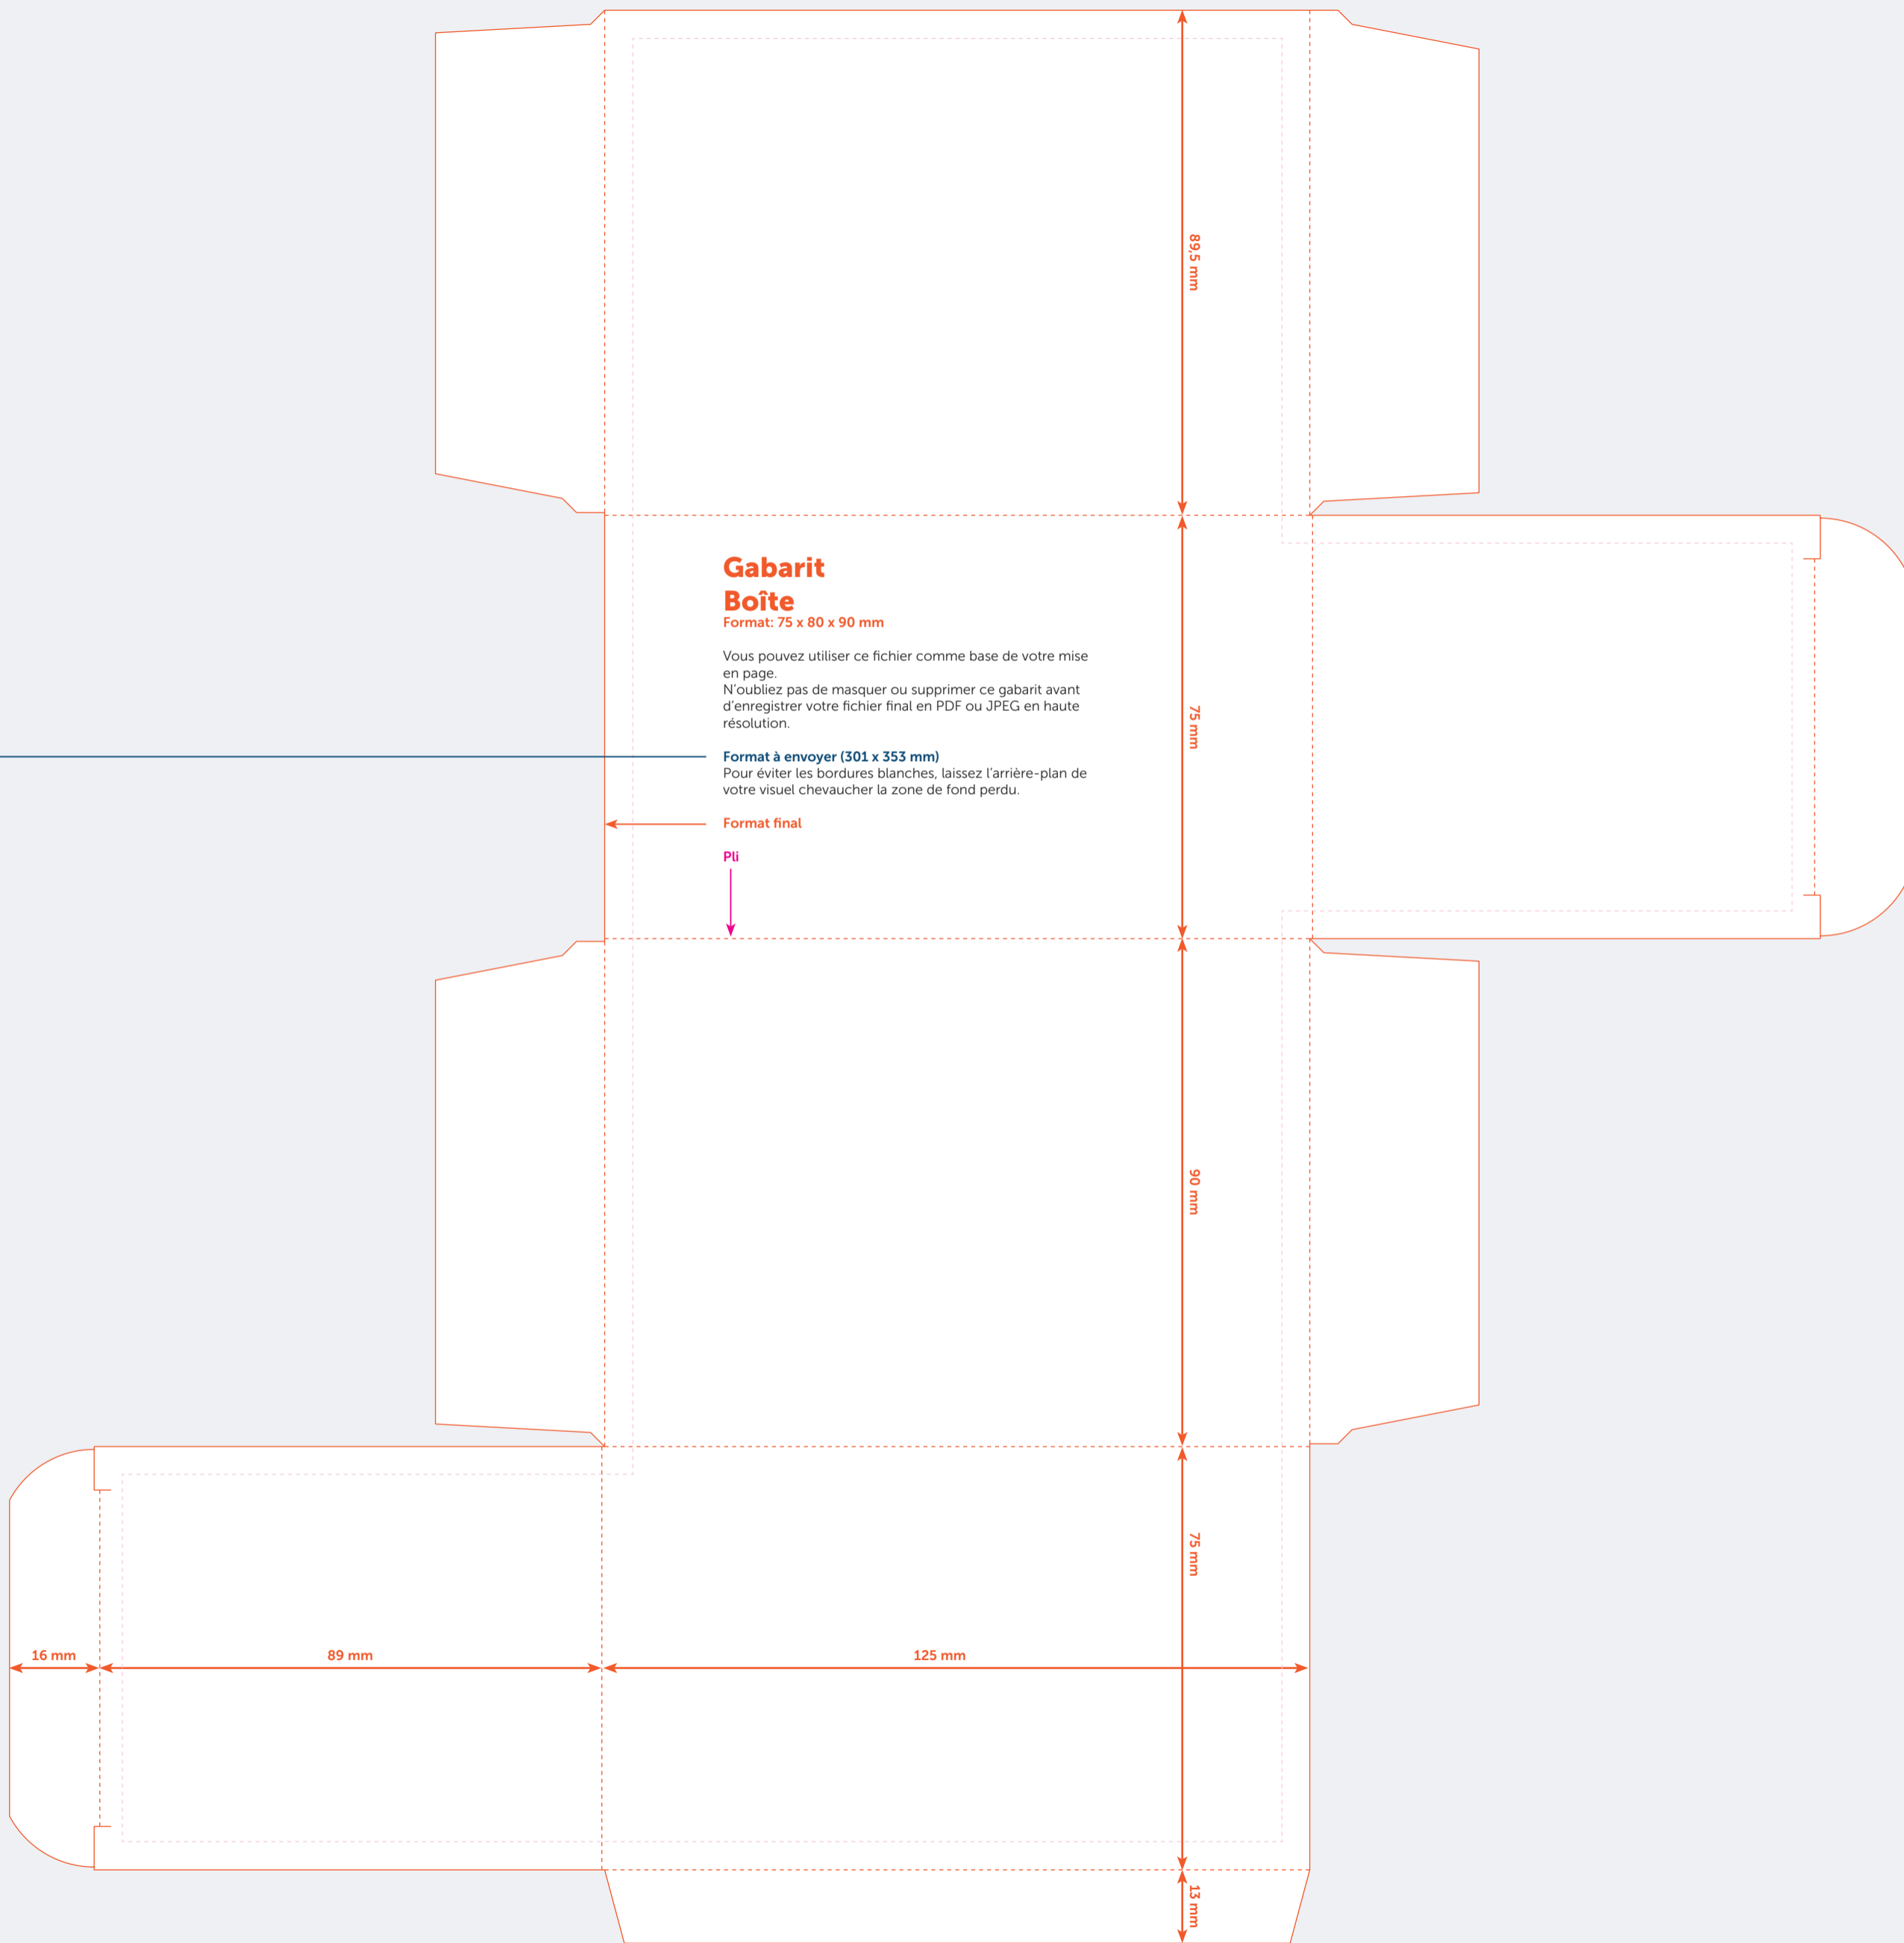 89,5 mm
Gabarit
Boîte
Format: 75 x 80 x 90 mm
Vous pouvez utiliser ce fichier comme base de votre mise
en page.
N’oubliez pas de masquer ou supprimer ce gabarit avant
d’enregistrer votre fichier final en PDF ou JPEG en haute
résolution.
75 mm
Format à envoyer (301 x 353 mm)
Pour éviter les bordures blanches, laissez l’arrière-plan de
votre visuel chevaucher la zone de fond perdu.
Format final
Pli
90 mm
75 mm
16 mm
89 mm
125 mm
13 mm